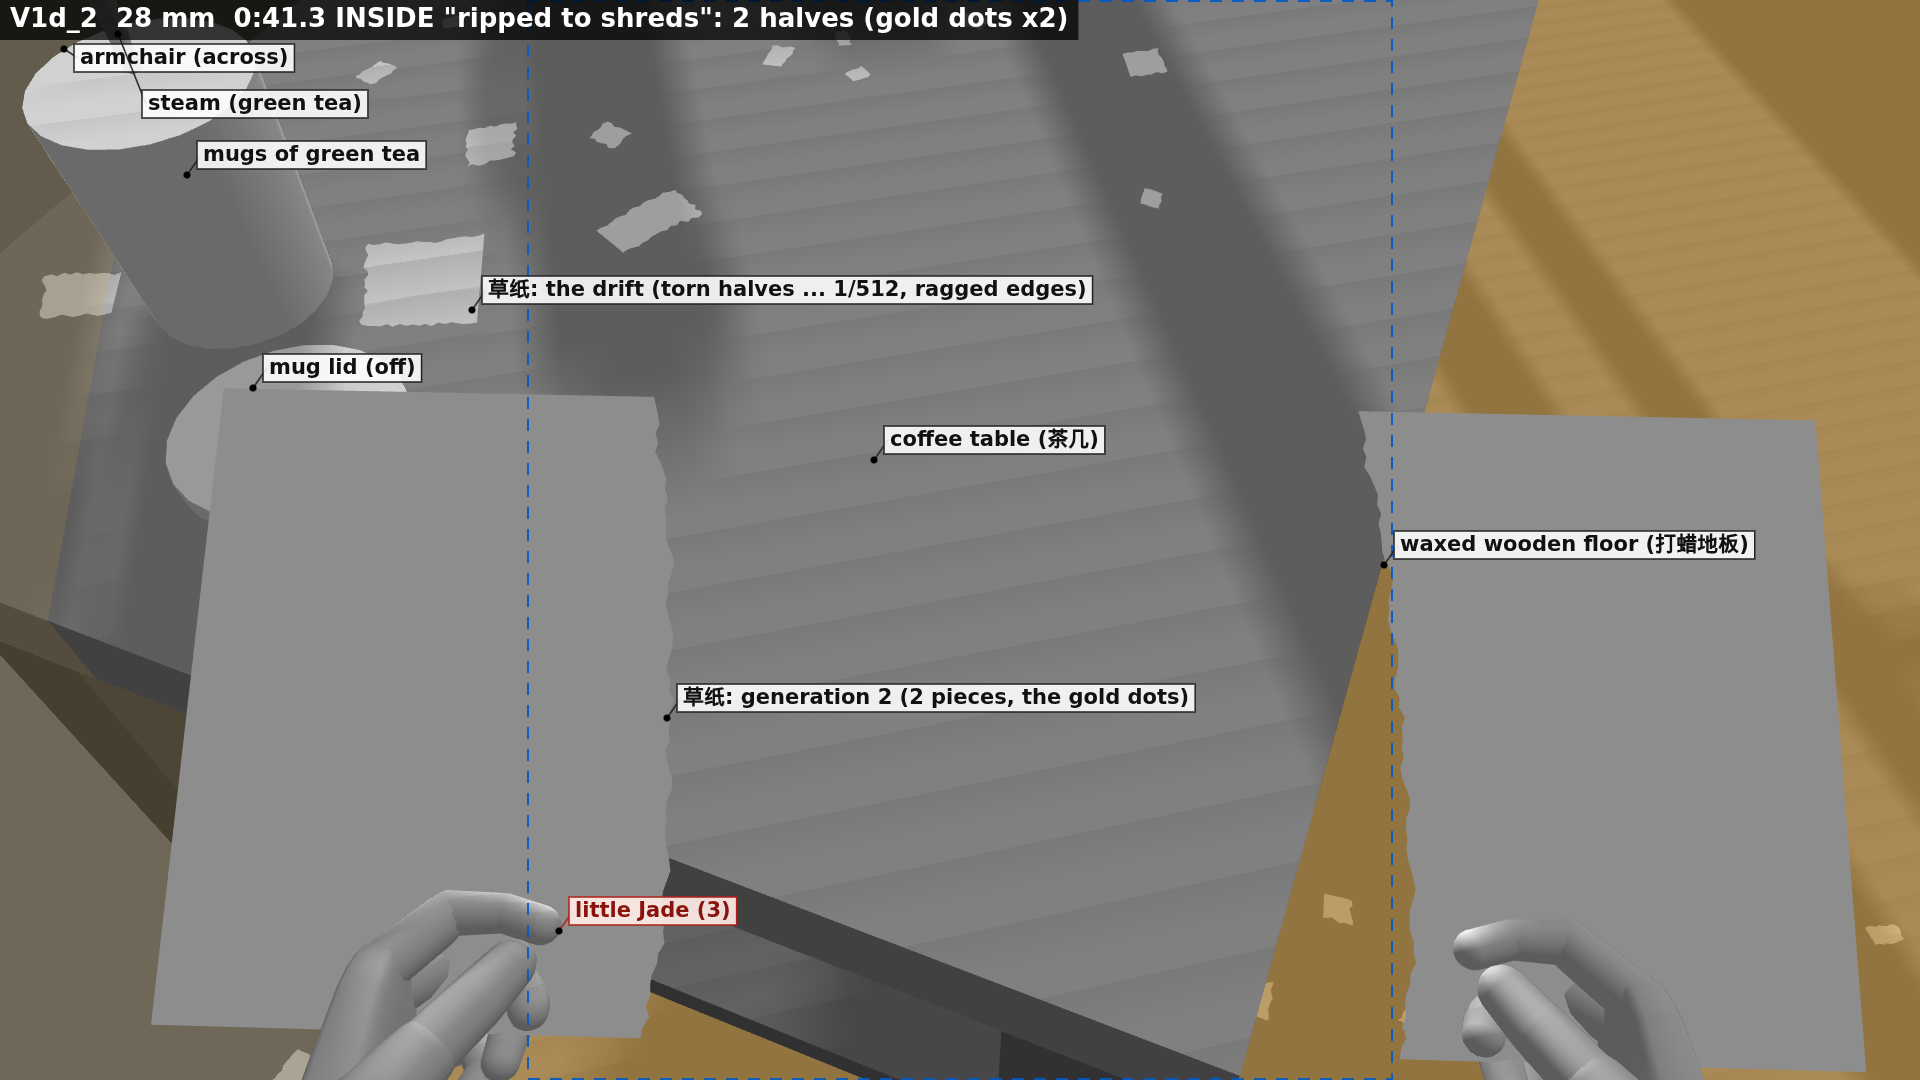 V1d_2 28 mm 0:41.3 INSIDE "ripped to shreds": 2 halves (gold dots x2)
armchair (across)
steam (green tea)
mugs of green tea
草纸: the drift (torn halves ... 1/512, ragged edges)
mug lid (off)
coffee table (茶几)
waxed wooden floor (打蜡地板)
草纸: generation 2 (2 pieces, the gold dots)
little Jade (3)